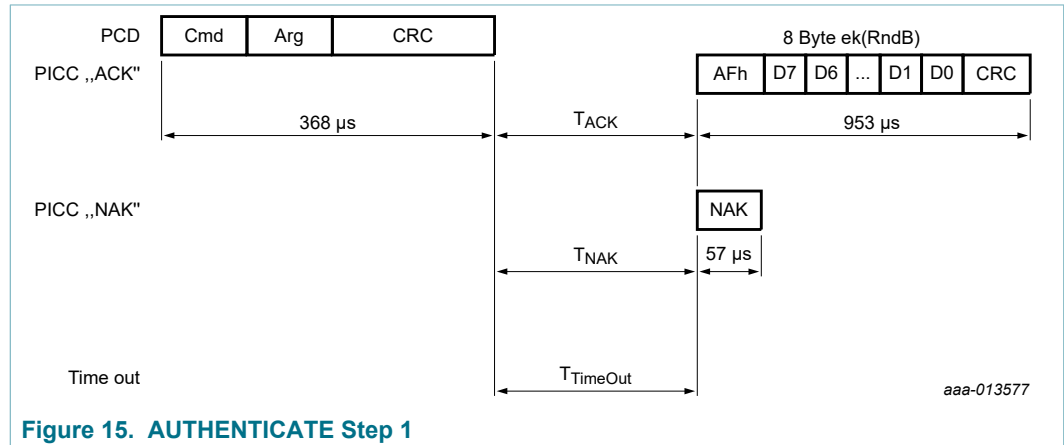 PCD Cmd Arg CRC
8 Byte ek(RndB)
PICC ,,ACK" AFh D7 D6 ... D1 D0 CRC
368 µs TACK 953 µs
PICC ,,NAK" NAK
TNAK 57 µs
Time out TTimeOut
aaa-013577
Figure 15. AUTHENTICATE Step 1